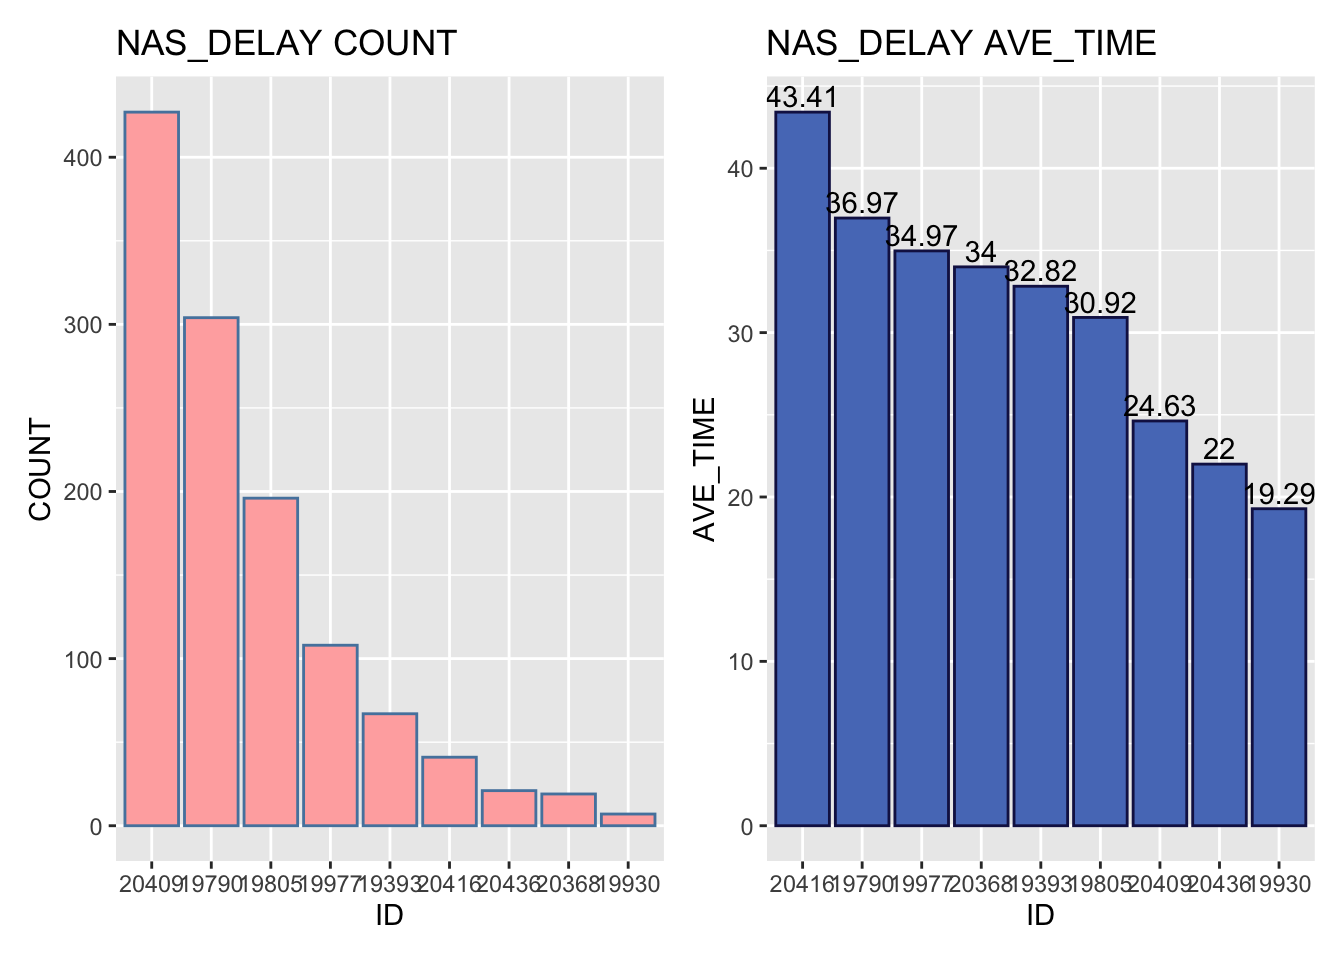 NAS_DELAY COUNT
COUNT
400
300
200
100
0
20409 19790 19805 19977 19393 20416 20436 20368 19930
ID
NAS_DELAY AVE_TIME
AVE_TIME
40
30
20
10
0
43.41
36.97
34.97
34
32.82
30.92
24.63
22
19.29
20416 19790 19977 20368 19393 19805 20409 20436 19930
ID